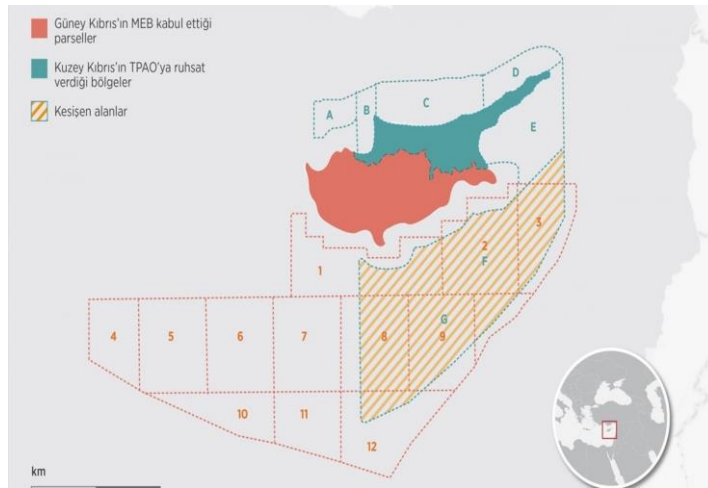 Güney Kıbrıs'ın MEB kabul ettiği
parseller
Kuzey Kıbrıs'ın TPAO'ya ruhsat
verdiği bölgeler
Kesişen alanlar
A
B
C
D
E
1
2
3
F
4
5
6
7
8
G
9
10
11
12
km